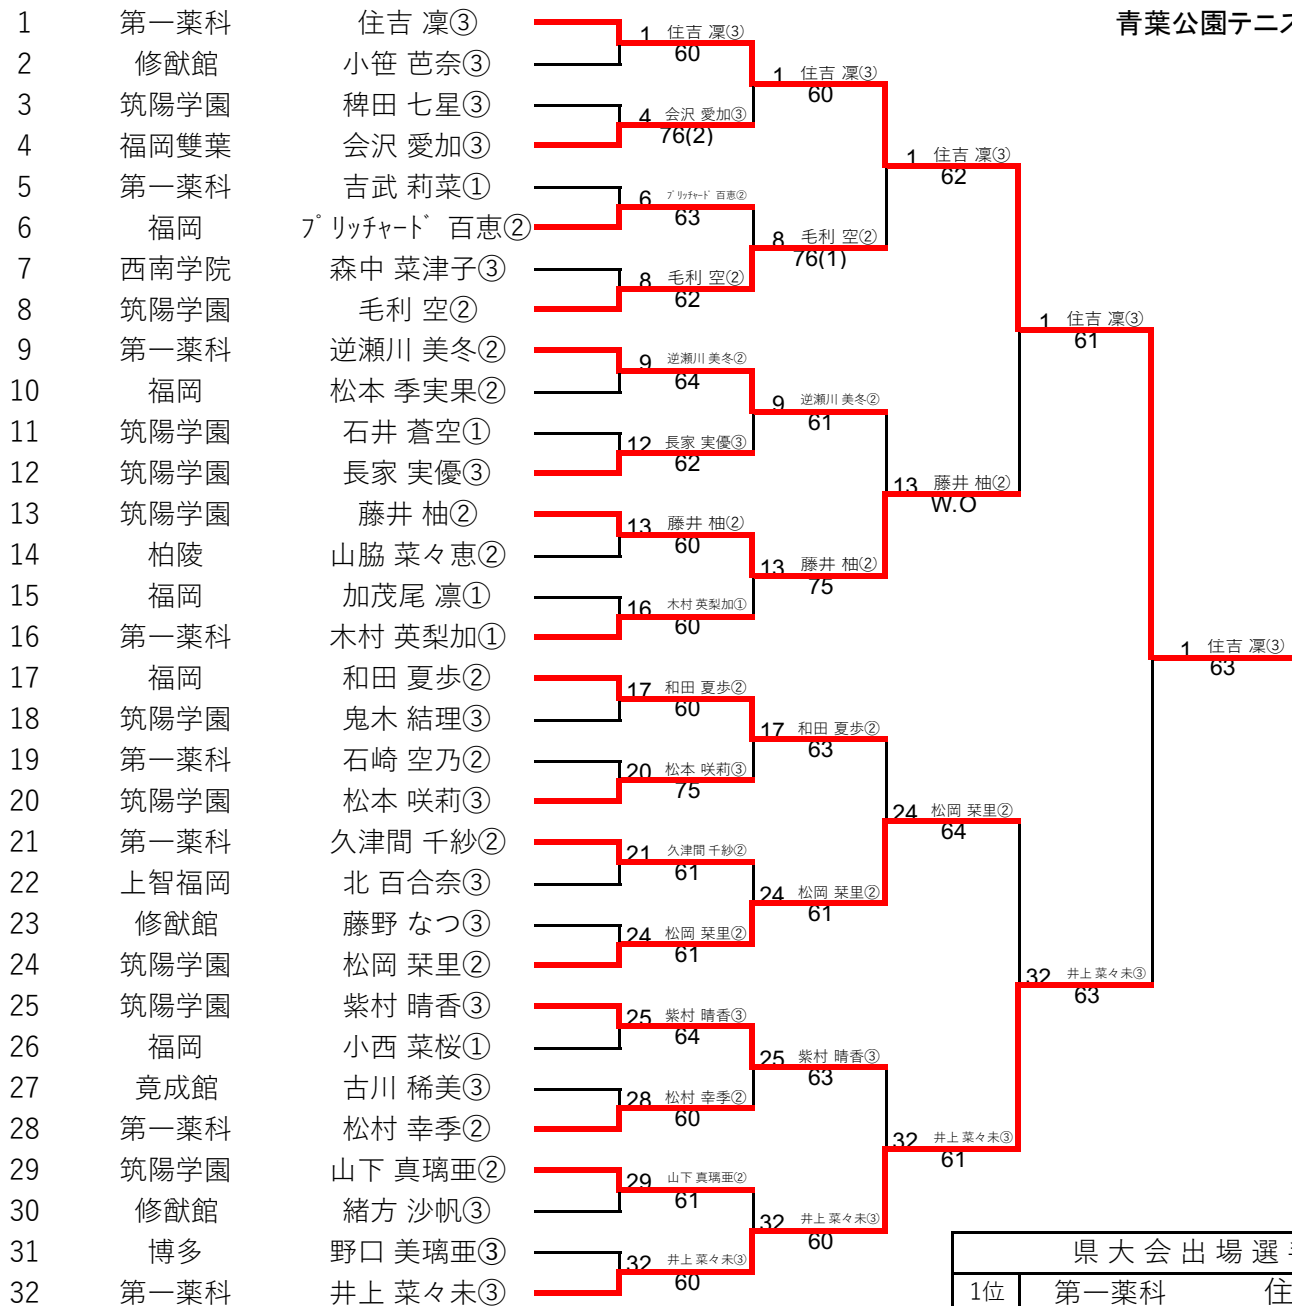 青葉公園テニス
1 第一薬科 住吉 凜③
2 修猷館 小笹 芭奈③
3 筑陽学園 稗田 七星③
4 福岡雙葉 会沢 愛加③
5 第一薬科 吉武 莉菜①
6 福岡 プリッチャード 百恵②
7 西南学院 森中 菜津子③
8 筑陽学園 毛利 空②
9 第一薬科 逆瀬川 美冬②
10 福岡 松本 季実果②
11 筑陽学園 石井 蒼空①
12 筑陽学園 長家 実優③
13 筑陽学園 藤井 柚②
14 柏陵 山脇 菜々恵②
15 福岡 加茂尾 凛①
16 第一薬科 木村 英梨加①
17 福岡 和田 夏歩②
18 筑陽学園 鬼木 結理③
19 第一薬科 石崎 空乃②
20 筑陽学園 松本 咲莉③
21 第一薬科 久津間 千紗②
22 上智福岡 北 百合奈③
23 修猷館 藤野 なつ③
24 筑陽学園 松岡 栞里②
25 筑陽学園 紫村 晴香③
26 福岡 小西 菜桜①
27 竟成館 古川 稀美③
28 第一薬科 松村 幸季②
29 筑陽学園 山下 真璃亜②
30 修猷館 緒方 沙帆③
31 博多 野口 美璃亜③
32 第一薬科 井上 菜々未③
1 住吉 凜③
60
4 会沢 愛加③
76(2)
6 プリッチャード 百恵②
63
8 毛利 空②
62
9 逆瀬川 美冬②
64
12 長家 実優③
62
13 藤井 柚②
60
16 木村 英梨加①
60
17 和田 夏歩②
60
20 松本 咲莉③
75
21 久津間 千紗②
61
24 松岡 栞里②
61
25 紫村 晴香③
64
28 松村 幸季②
60
29 山下 真璃亜②
61
32 井上 菜々未③
60
1 住吉 凜③
60
8 毛利 空②
76(1)
9 逆瀬川 美冬②
61
13 藤井 柚②
75
17 和田 夏歩②
63
24 松岡 栞里②
61
25 紫村 晴香③
63
32 井上 菜々未③
60
1 住吉 凜③
62
13 藤井 柚②
W.O
24 松岡 栞里②
64
32 井上 菜々未③
61
1 住吉 凜③
61
32 井上 菜々未③
63
1 住吉 凜③
63
県大会出場選
1位 第一薬科 住